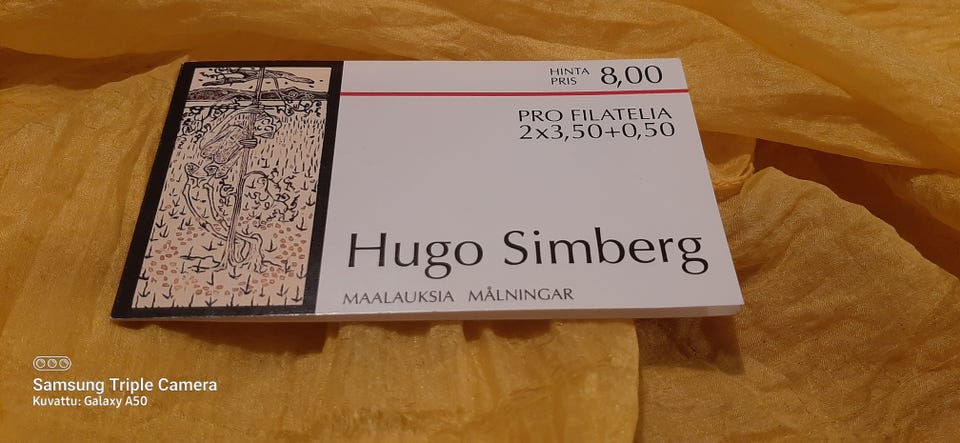 HINTA
PRIS 8,00
PRO FILATELIA
2x3,50+0,50
Hugo Simberg
MAALAUKSIA MÅLNINGAR
Samsung Triple Camera
Kuvattu: Galaxy A50